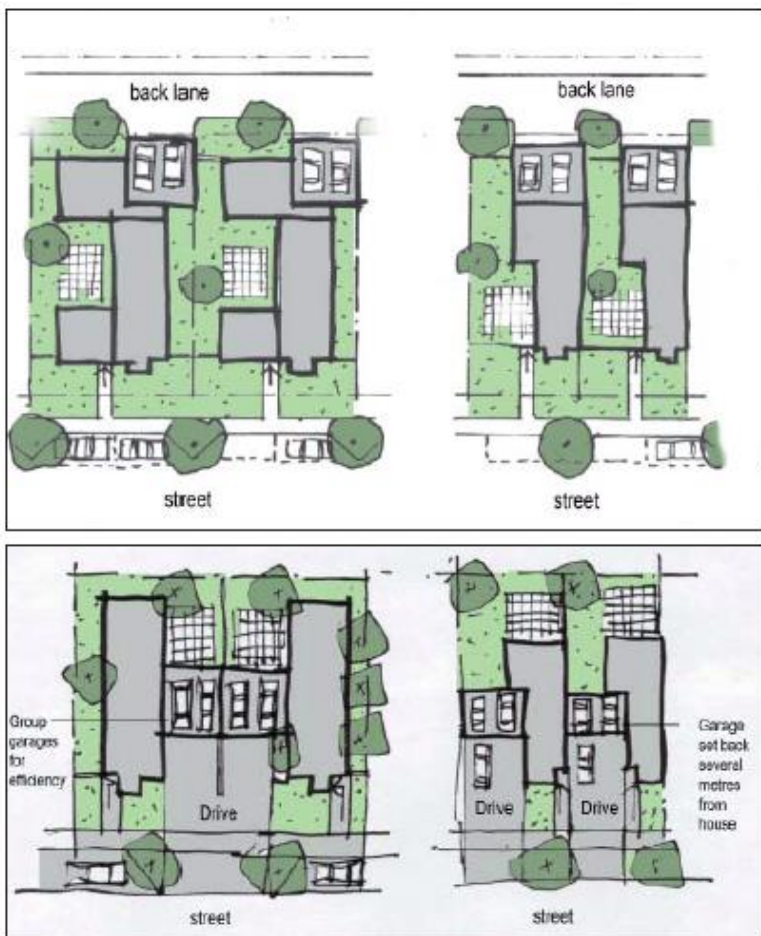 back lane
back lane
street
street
Group
garages
for
efficiency
Drive
Drive
Drive
Garage
set back
several
metres
from
house
street
street